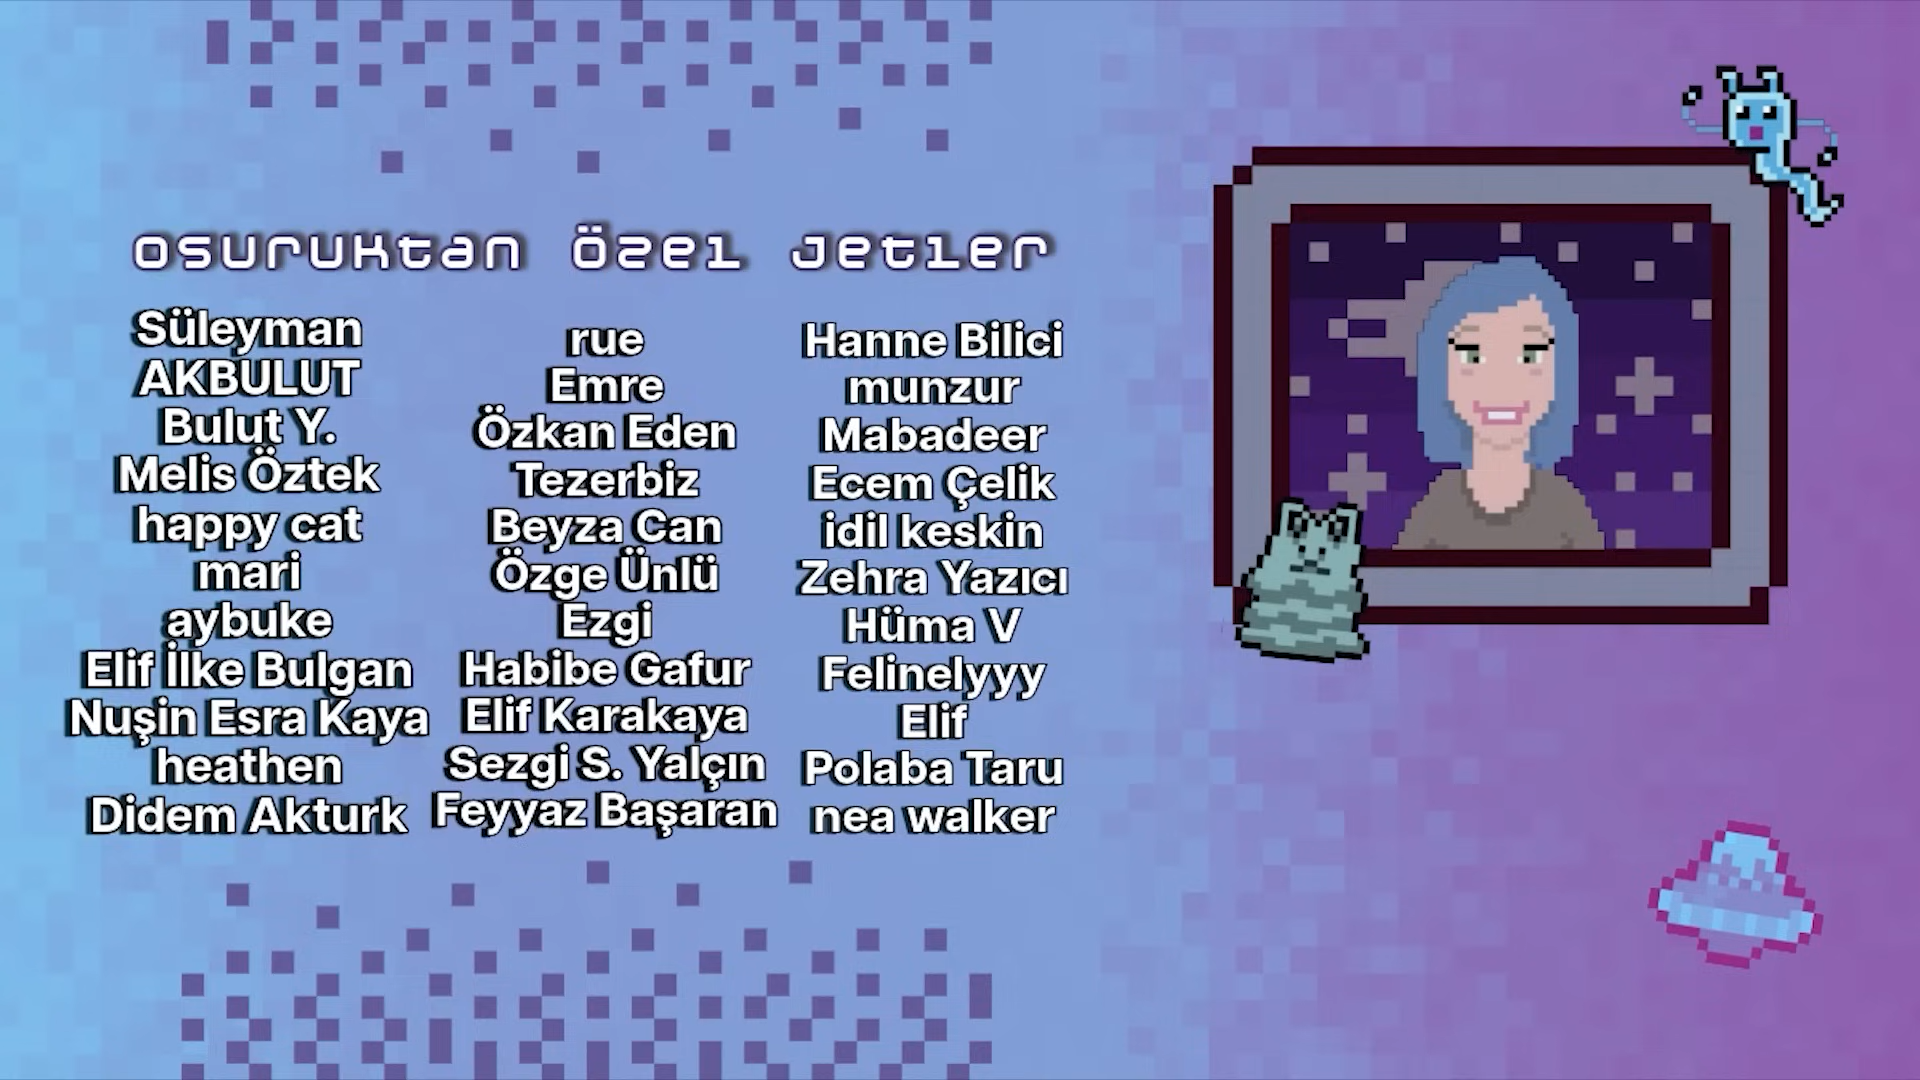 osuruktan özel jetler
Süleyman
AKBULUT
Bulut Y.
Melis Öztek
happy cat
mari
aybuke
Elif İlke Bulgan
Nuşin Esra Kaya
heathen
Didem Akturk
rue
Emre
Özkan Eden
Tezerbiz
Beyza Can
Özge Ünlü
Ezgi
Habibe Gafur
Elif Karakaya
Sezgi S. Yalçın
Feyyaz Başaran
Hanne Bilici
munzur
Mabadeer
Ecem Çelik
idil keskin
Zehra Yazıcı
Hüma V
Felinelyyy
Elif
Polaba Taru
nea walker